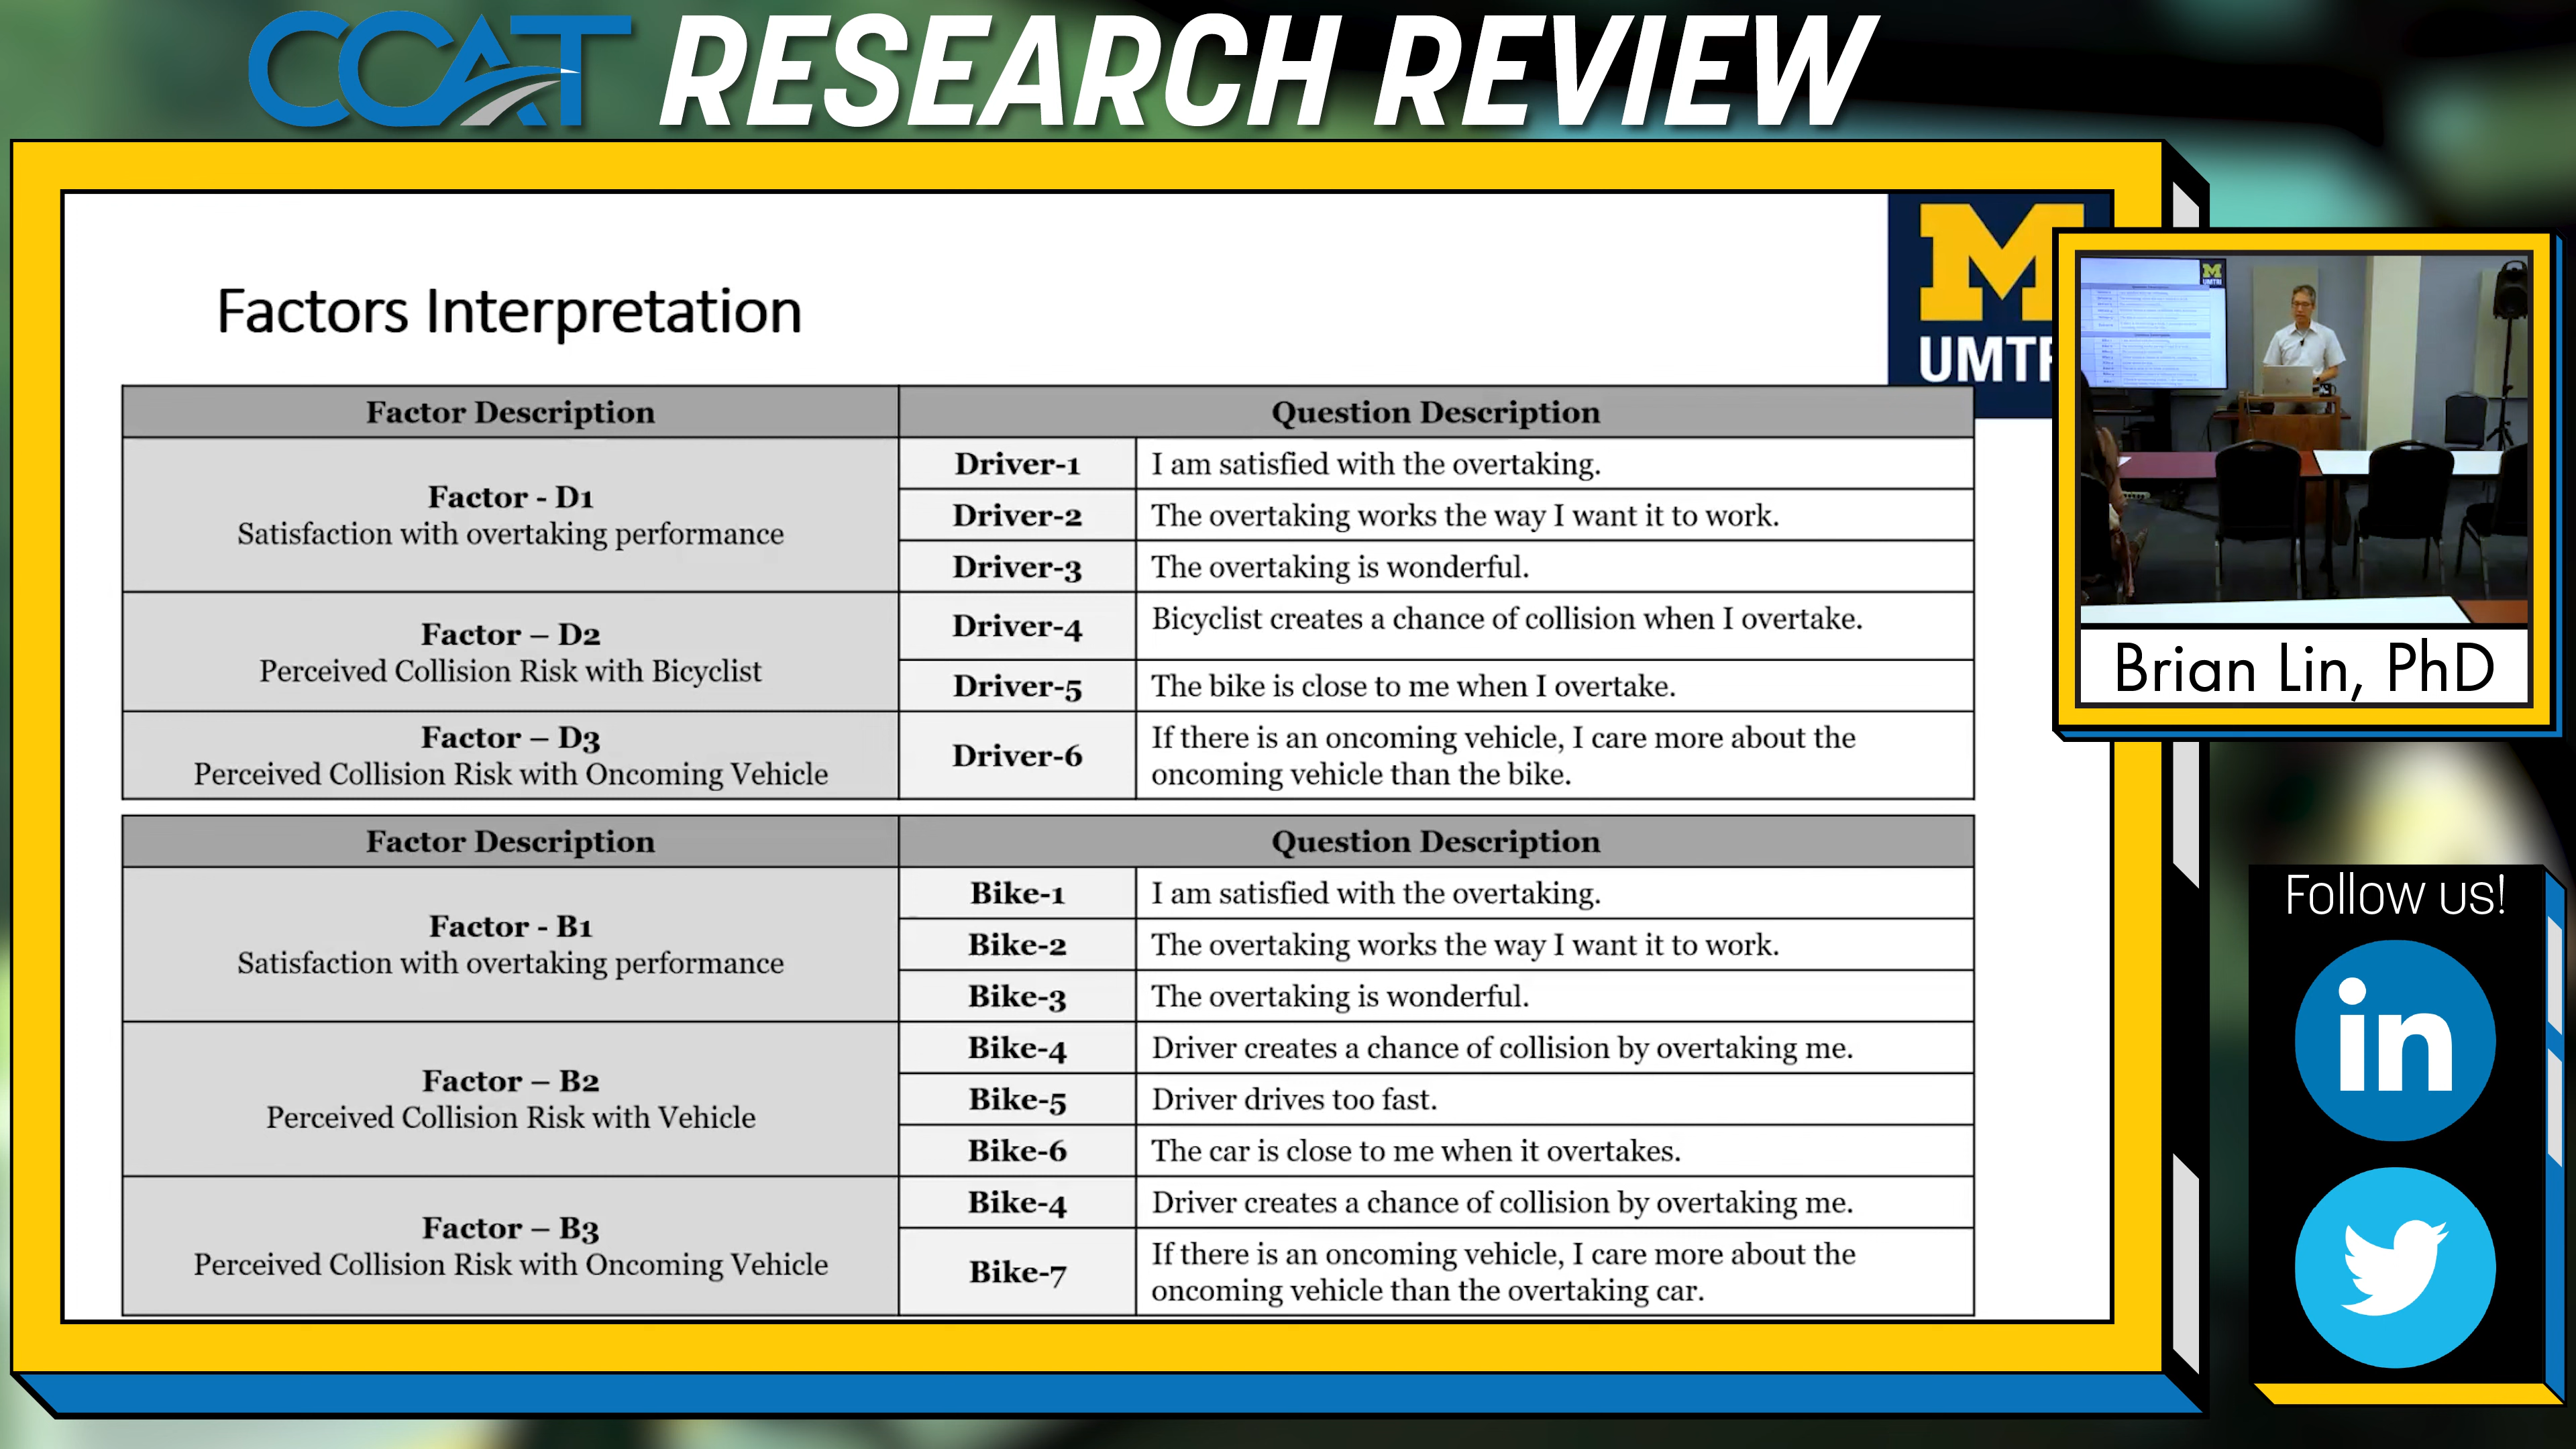 CCAT RESEARCH REVIEW
Factors Interpretation
M
UMTR
Factor Description
Question Description
Factor - D1
Satisfaction with overtaking performance
Driver-1
I am satisfied with the overtaking.
Driver-2
The overtaking works the way I want it to work.
Driver-3
The overtaking is wonderful.
Factor – D2
Perceived Collision Risk with Bicyclist
Driver-4
Bicyclist creates a chance of collision when I overtake.
Driver-5
The bike is close to me when I overtake.
Factor – D3
Perceived Collision Risk with Oncoming Vehicle
Driver-6
If there is an oncoming vehicle, I care more about the
oncoming vehicle than the bike.
Factor Description
Question Description
Factor - B1
Satisfaction with overtaking performance
Bike-1
I am satisfied with the overtaking.
Bike-2
The overtaking works the way I want it to work.
Bike-3
The overtaking is wonderful.
Factor – B2
Perceived Collision Risk with Vehicle
Bike-4
Driver creates a chance of collision by overtaking me.
Bike-5
Driver drives too fast.
Bike-6
The car is close to me when it overtakes.
Factor – B3
Perceived Collision Risk with Oncoming Vehicle
Bike-4
Driver creates a chance of collision by overtaking me.
Bike-7
If there is an oncoming vehicle, I care more about the
oncoming vehicle than the overtaking car.
M
UMTRI
Brian Lin, PhD
Follow us!
in